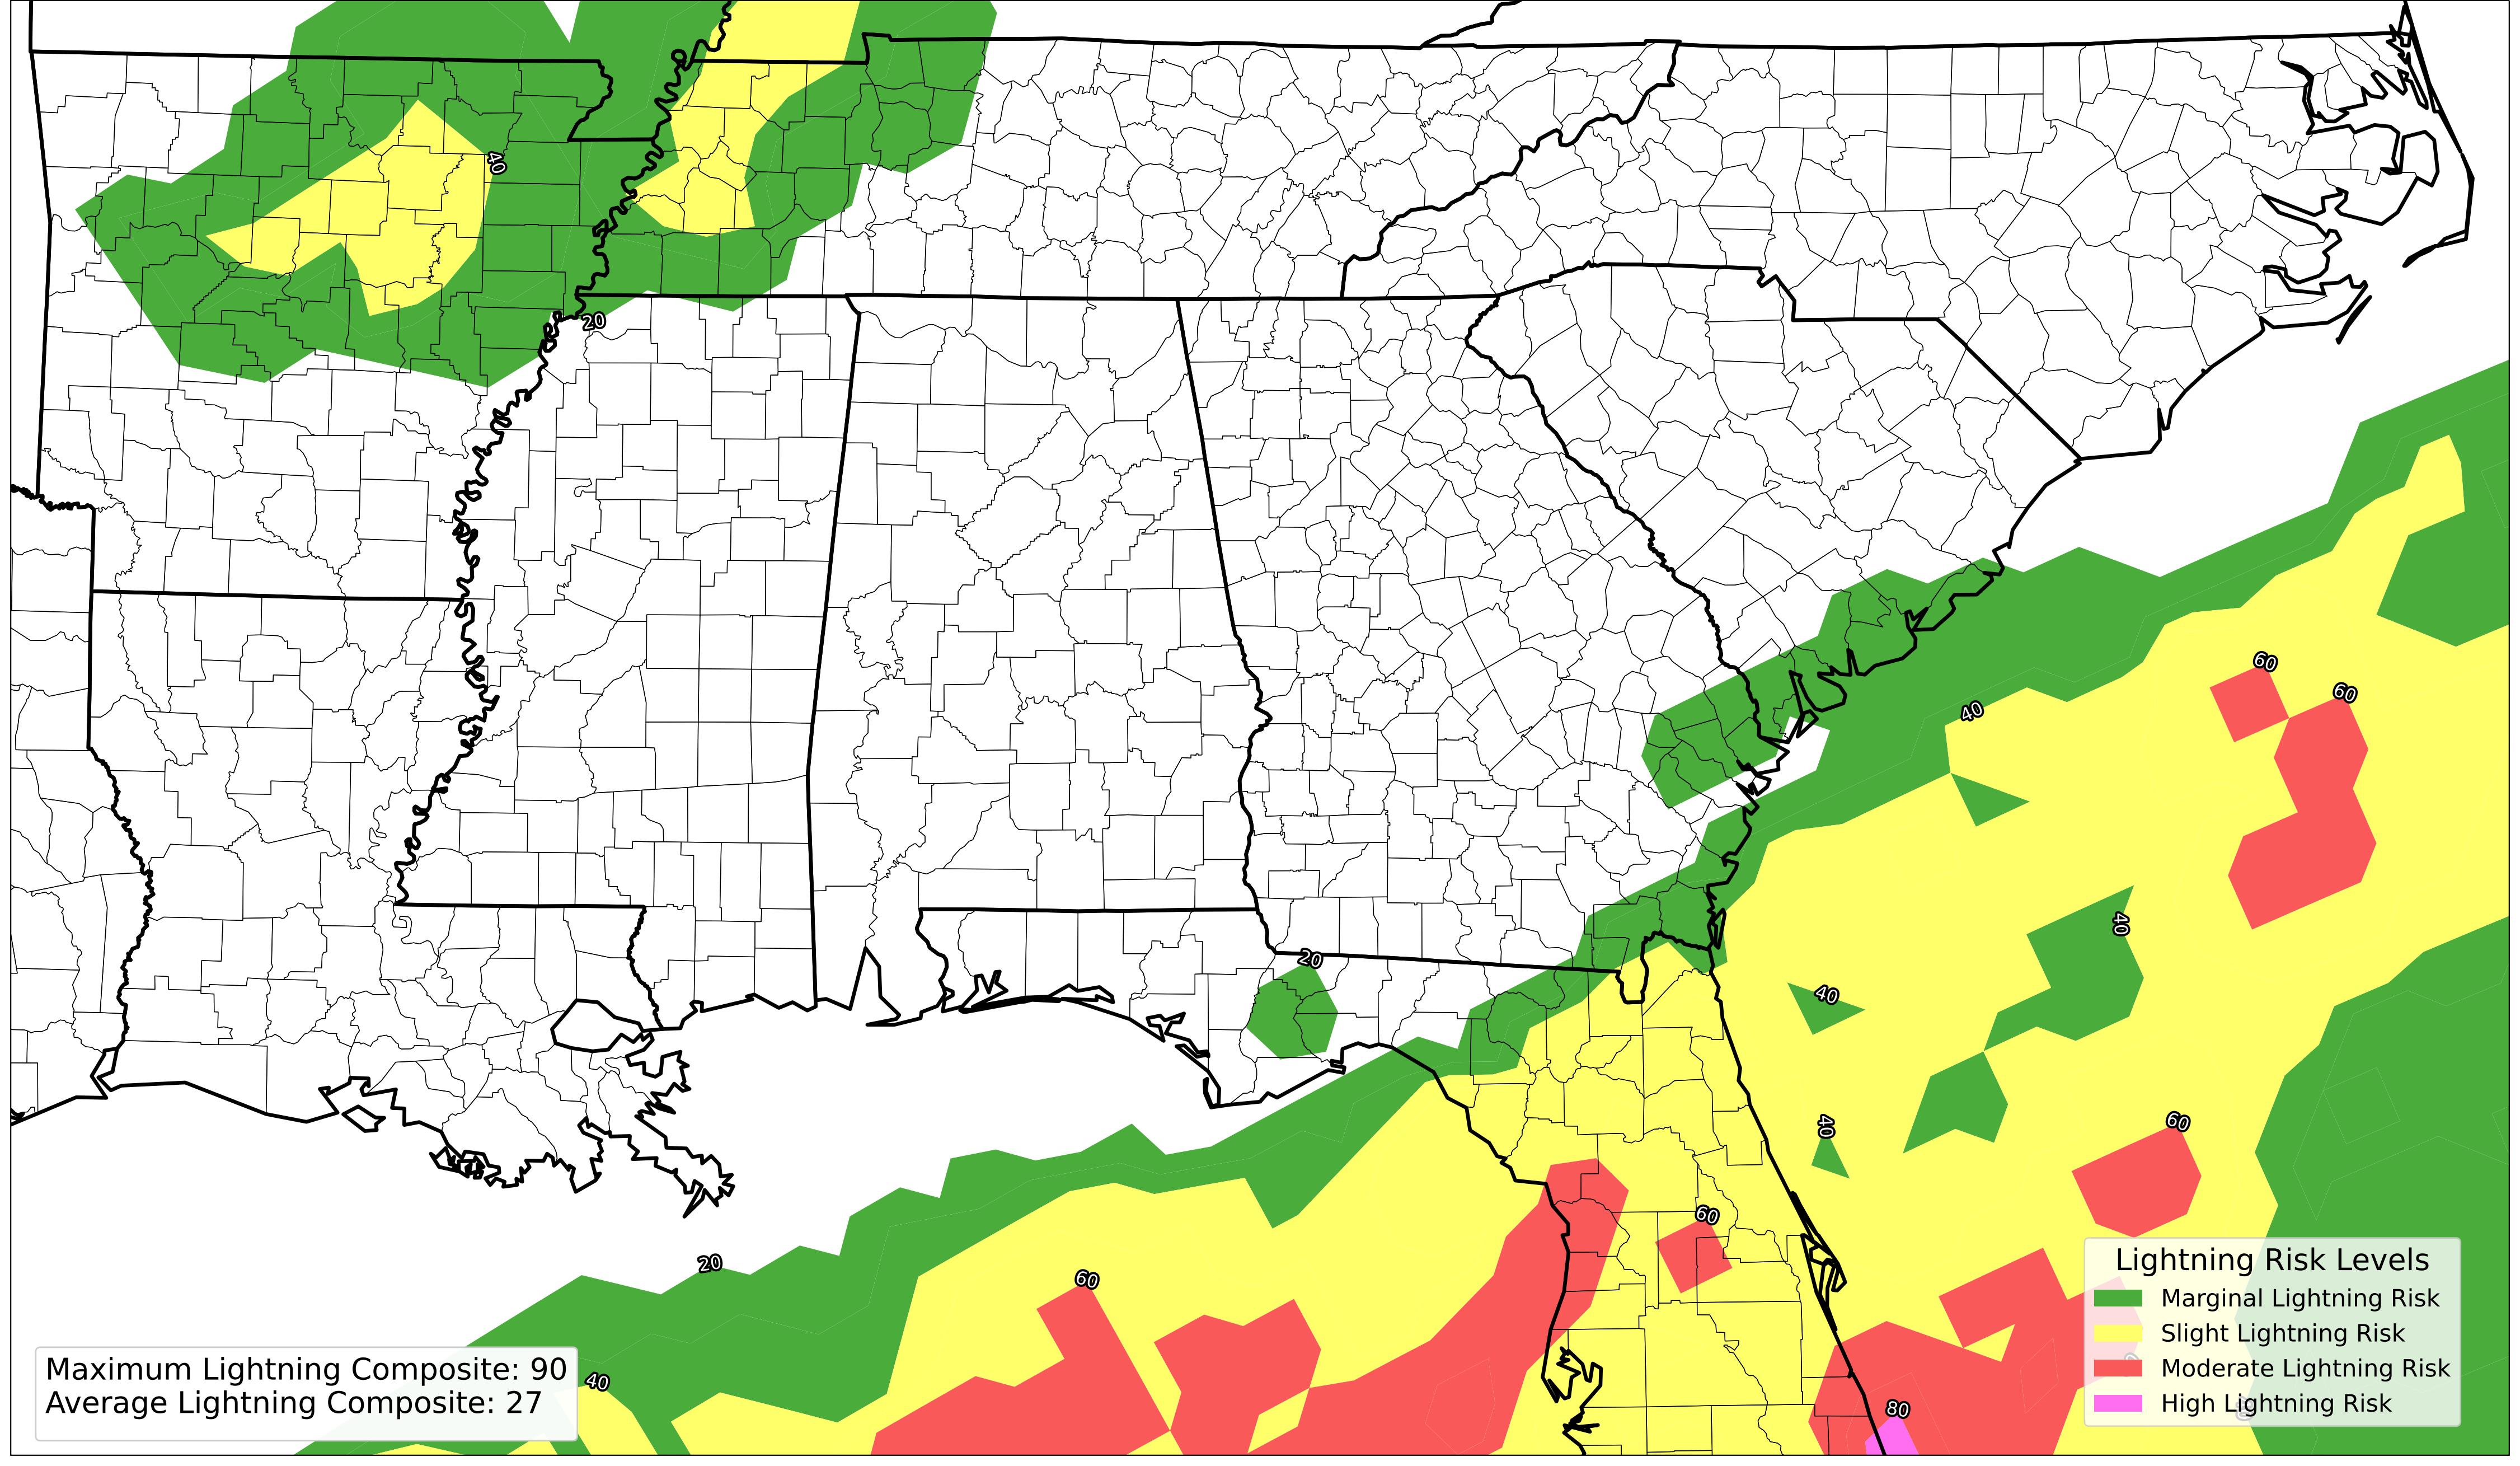 40
20
60
60
40
20
40
40
60
40
60
20
60
40
80
Maximum Lightning Composite: 90
Average Lightning Composite: 27
Lightning Risk Levels
Marginal Lightning Risk
Slight Lightning Risk
Moderate Lightning Risk
High Lightning Risk